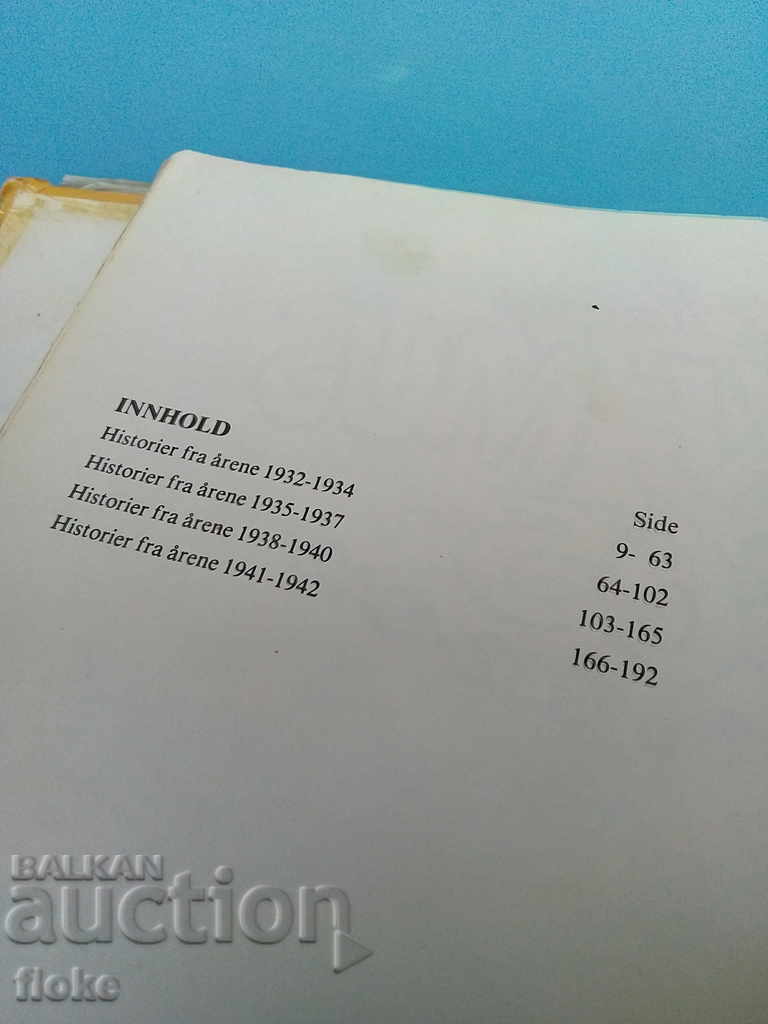 INNHOLD
Side
Historier fra årene 1932-1934 9- 63
Historier fra årene 1935-1937 64-102
Historier fra årene 1938-1940 103-165
Historier fra årene 1941-1942 166-192
BALKAN
auction
floke